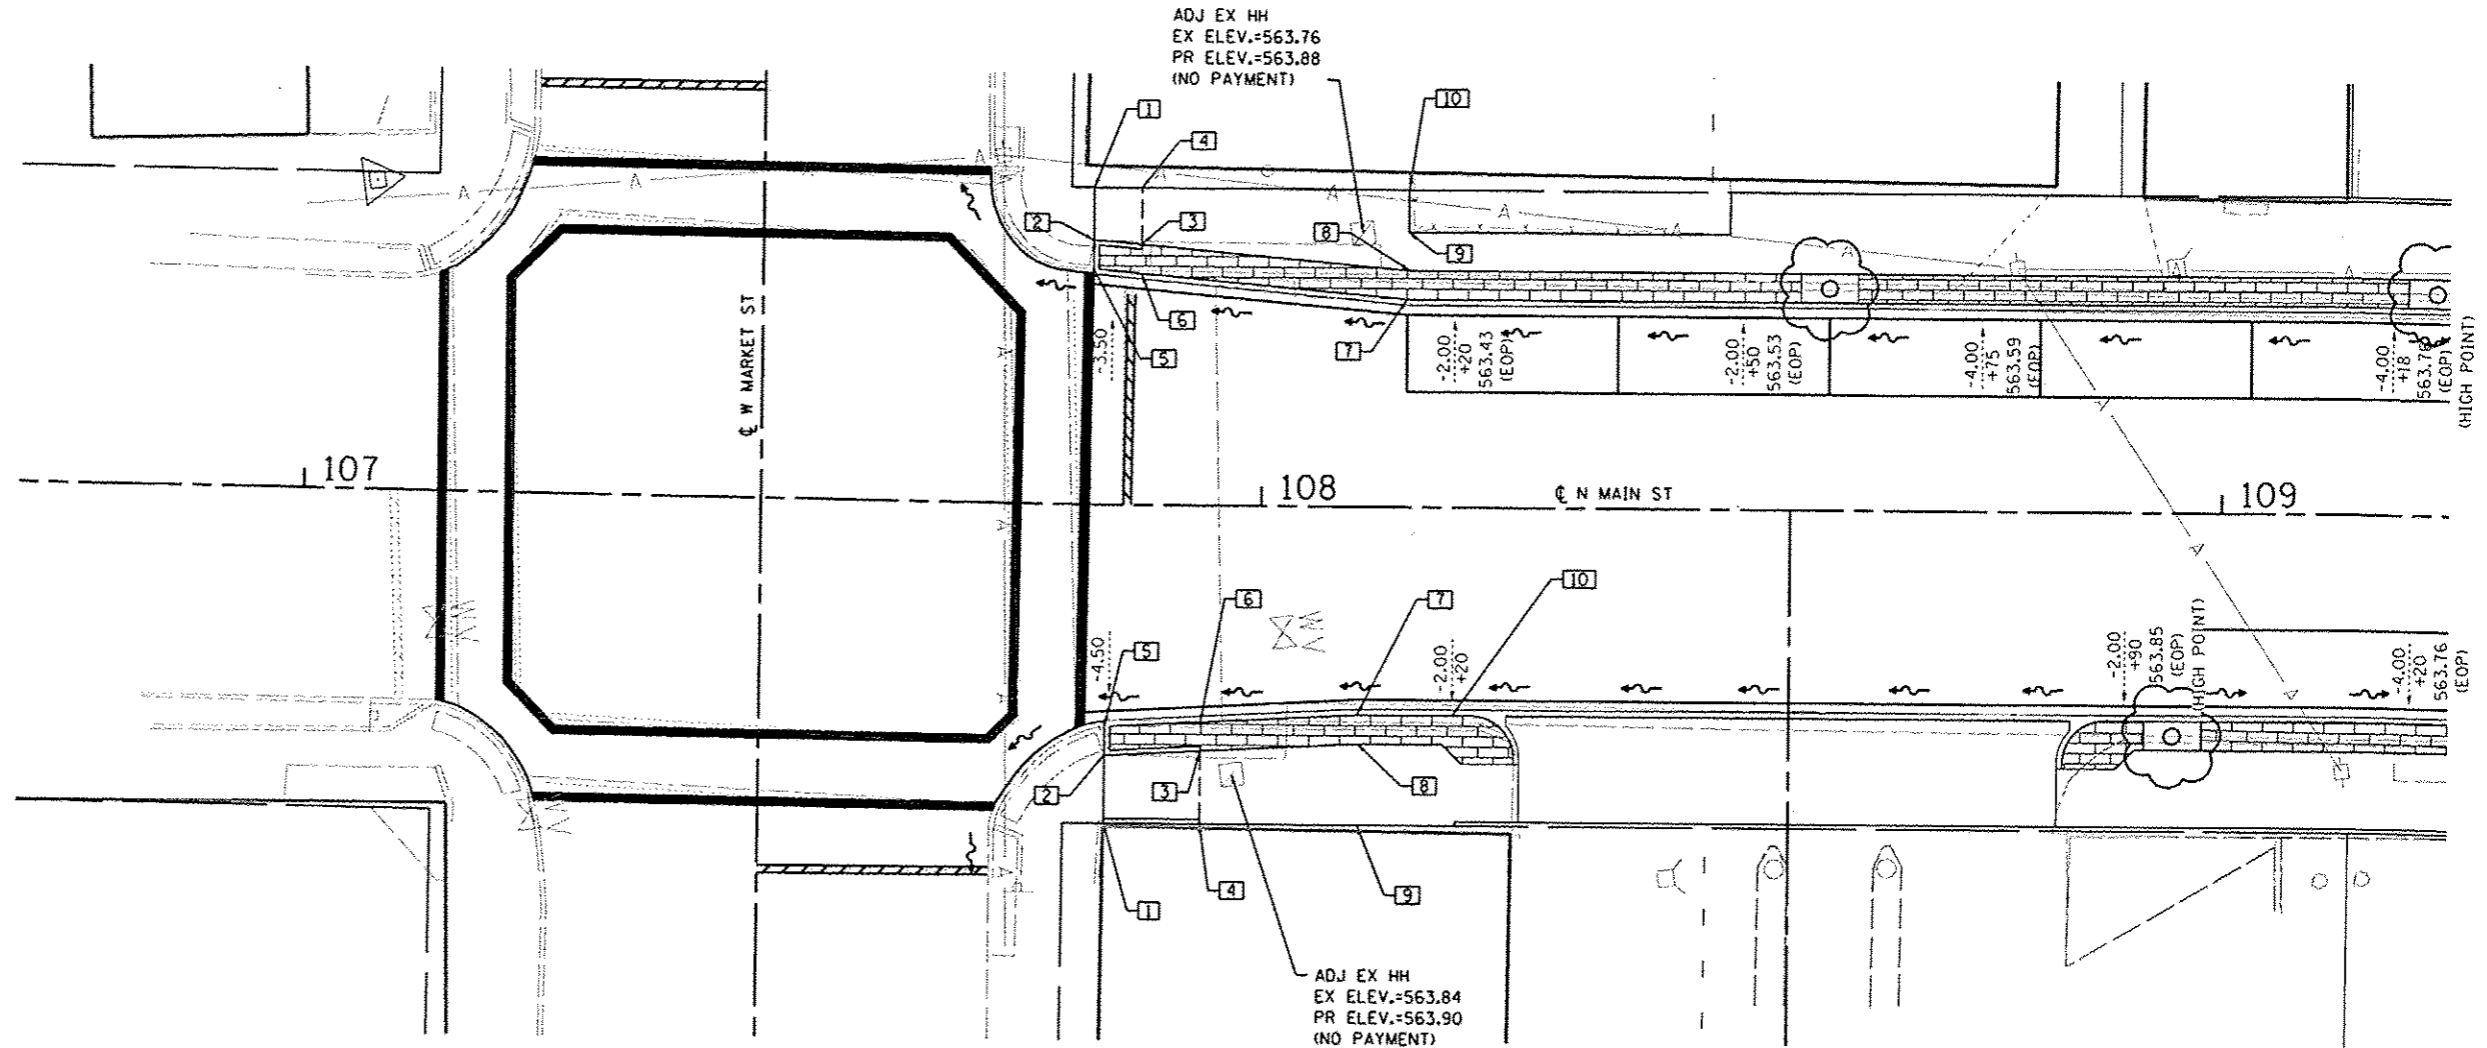 ADJ EX HH
EX ELEV.=563.76
PR ELEV.=563.88
(NO PAYMENT)
1
10
4
A
A
A
A
A
A
A
A
2
3
8
9
6
5
7
-3.50
-2.00
+20
563.43
(EOP)
-2.00
+50
563.53
(EOP)
-4.00
+75
563.59
(EOP)
-4.00
+18
563.76
(EOP)
(HIGH POINT)
℄ W MARKET ST
107
108
℄ N MAIN ST
109
6
7
10
-4.50
5
-2.00
+20
-2.00
+90
563.85
(EOP)
(HIGH POINT)
-4.00
+20
563.76
(EOP)
2
3
8
1
4
9
ADJ EX HH
EX ELEV.=563.84
PR ELEV.=563.90
(NO PAYMENT)